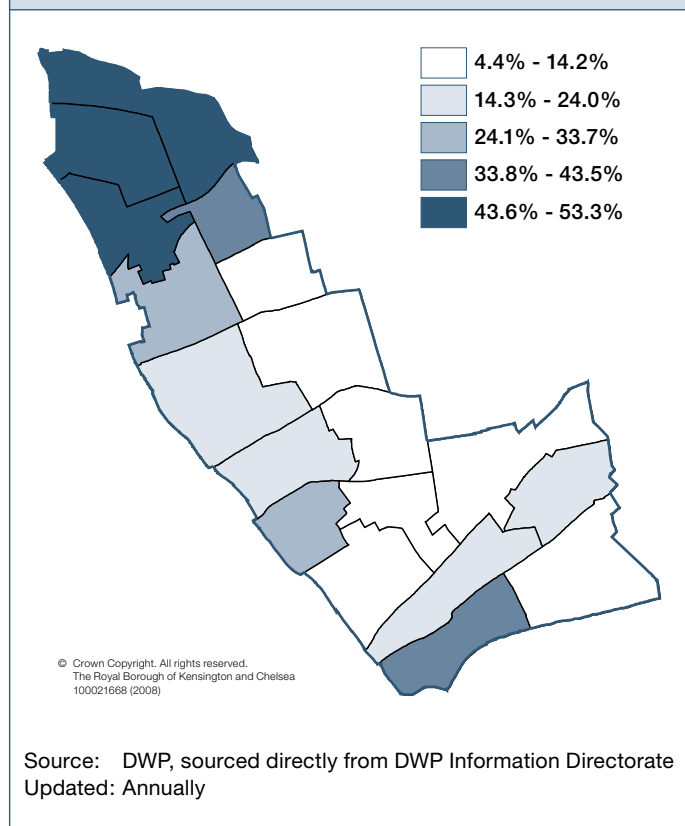 4.4% - 14.2%
14.3% - 24.0%
24.1% - 33.7%
33.8% - 43.5%
43.6% - 53.3%
© Crown Copyright. All rights reserved.
The Royal Borough of Kensington and Chelsea
100021668 (2008)
Source: DWP, sourced directly from DWP Information Directorate
Updated: Annually